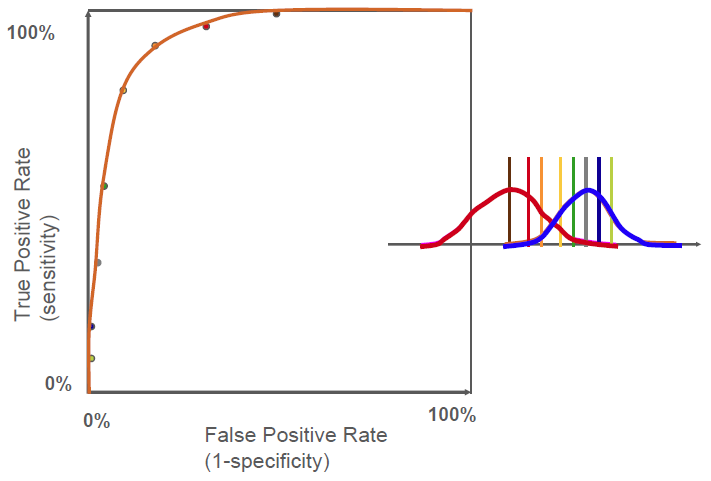 100%
True Positive Rate
(sensitivity)
0%
0%
100%
False Positive Rate
(1-specificity)